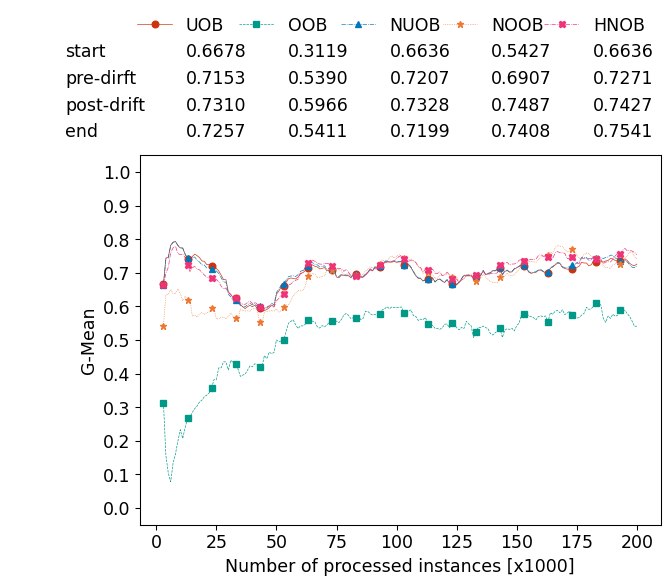 UOB OOB NUOB NOOB HNOB
start 0.6678 0.3119 0.6636 0.5427 0.6636
pre-dirft 0.7153 0.5390 0.7207 0.6907 0.7271
post-drift 0.7310 0.5966 0.7328 0.7487 0.7427
end 0.7257 0.5411 0.7199 0.7408 0.7541
1.0
0.9
0.8
0.7
0.6
0.5
0.4
0.3
0.2
0.1
0.0
G-Mean
0 25 50 75 100 125 150 175 200
Number of processed instances [x1000]